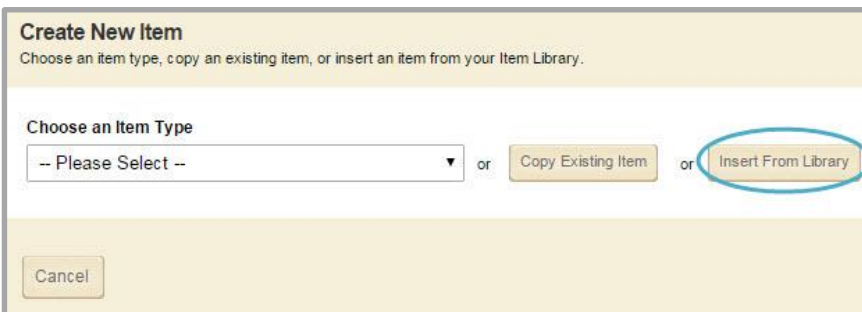 Create New Item
Choose an item type, copy an existing item, or insert an item from your Item Library.
Choose an Item Type
-- Please Select -- or Copy Existing Item or Insert From Library
Cancel